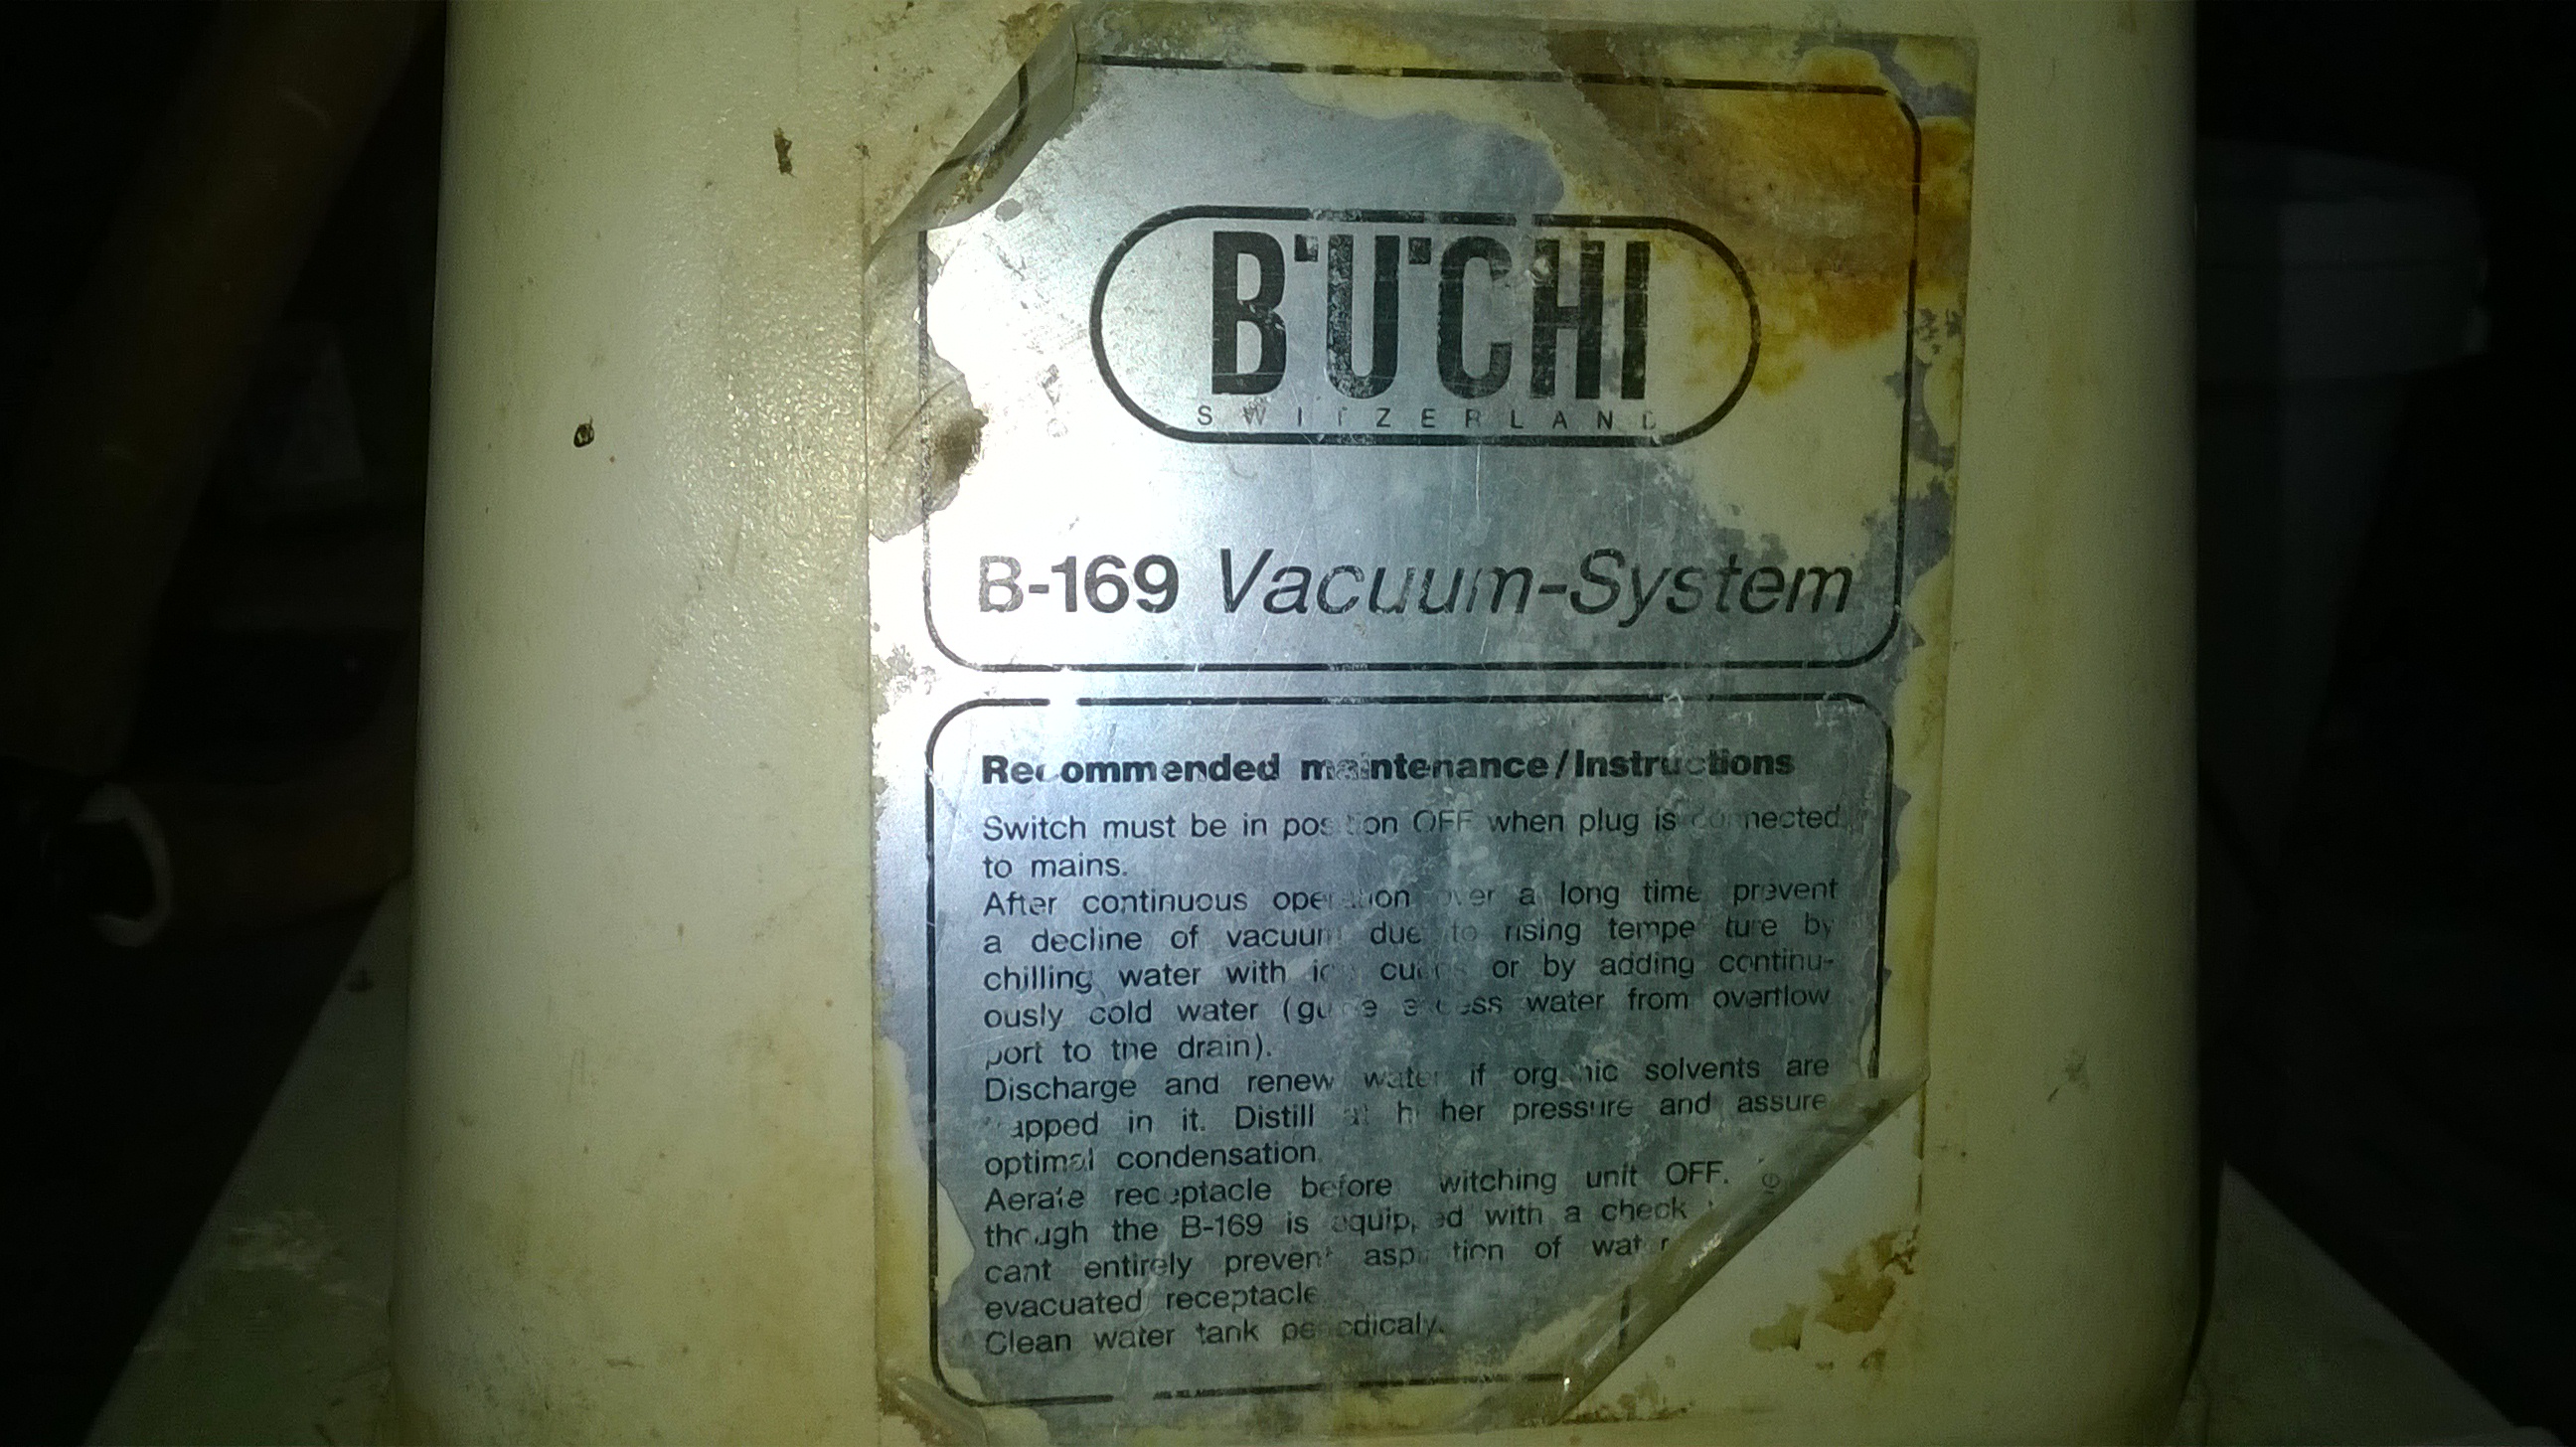 BÜCHI
SWITZERLAND
B-169 Vacuum-System
Recommended maintenance/Instructions
Switch must be in position OFF when plug is connected
to mains.
After continuous operation over a long time prevent
a decline of vacuum due to rising temperature by
chilling water with ice cubes or by adding continu-
ously cold water (guide excess water from overflow
port to the drain).
Discharge and renew water if organic solvents are
trapped in it. Distill at higher pressure and assure
optimal condensation.
Aerate receptacle before switching unit OFF.
though the B-169 is equipped with a check
cant entirely prevent aspiration of water
evacuated receptacle.
Clean water tank periodicaly.